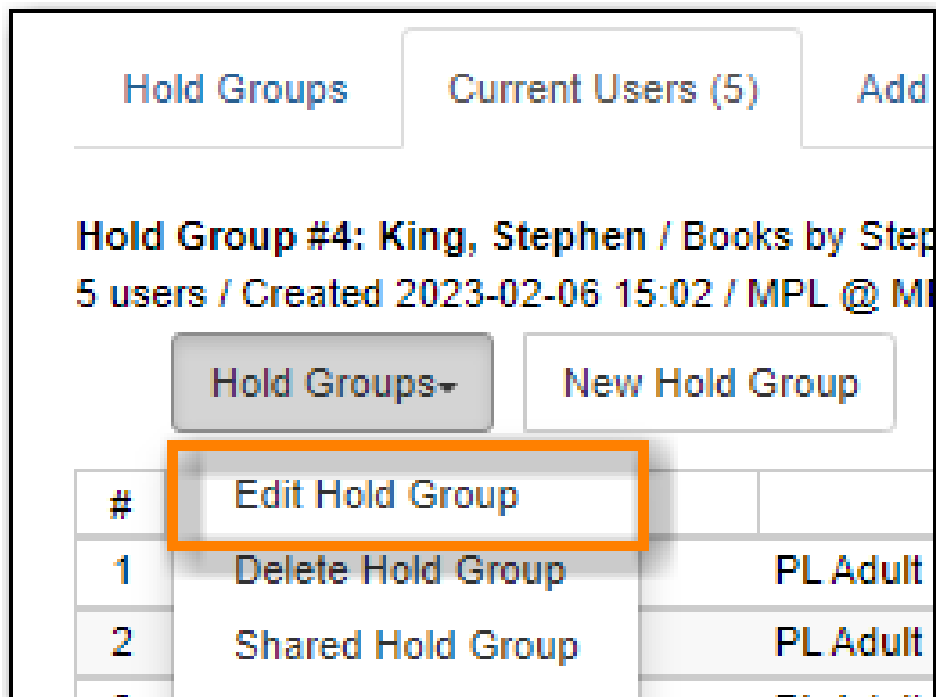 Hold Groups Current Users (5) Add
Hold Group #4: King, Stephen / Books by Step
5 users / Created 2023-02-06 15:02 / MPL @
Hold Groups New Hold Group
# Edit Hold Group
1 Delete Hold Group PL Adult
2 Shared Hold Group PL Adult